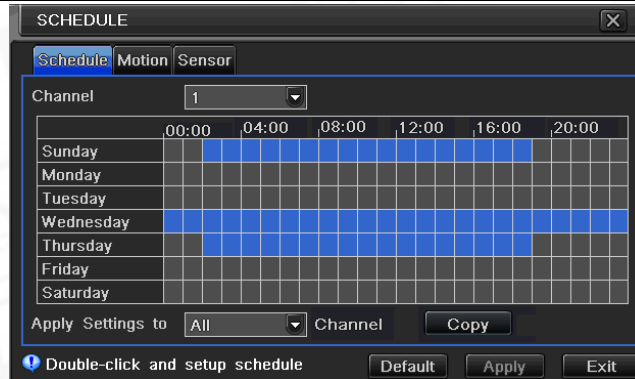 SCHEDULE
Schedule Motion Sensor
Channel 1
00:00 04:00 08:00 12:00 16:00 20:00
Sunday
Monday
Tuesday
Wednesday
Thursday
Friday
Saturday
Apply Settings to All Channel Copy
Double-click and setup schedule Default Apply Exit